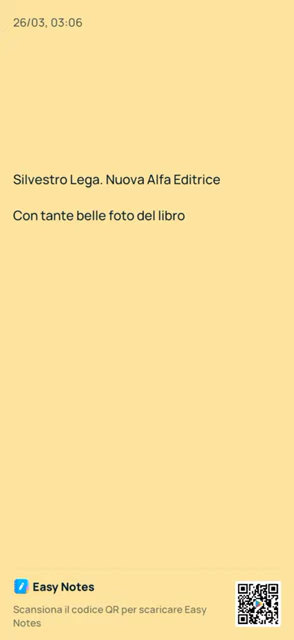 26/03, 03:06
Silvestro Lega. Nuova Alfa Editrice
Con tante belle foto del libro
Easy Notes
Scansiona il codice QR per scaricare Easy
Notes